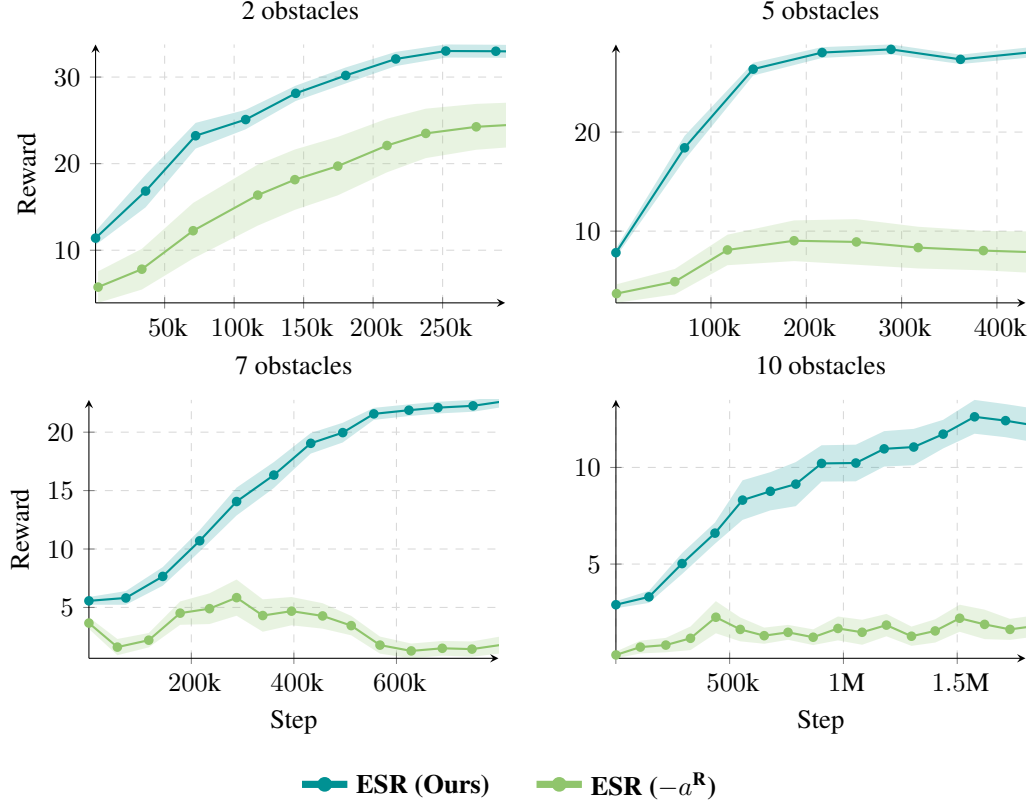 2 obstacles
5 obstacles
Reward
30
20
10
50k 100k 150k 200k 250k
20
10
100k 200k 300k 400k
7 obstacles
10 obstacles
Reward
20
15
10
5
200k 400k 600k
Step
10
5
500k 1M 1.5M
Step
ESR (Ours)
ESR (−a^R)